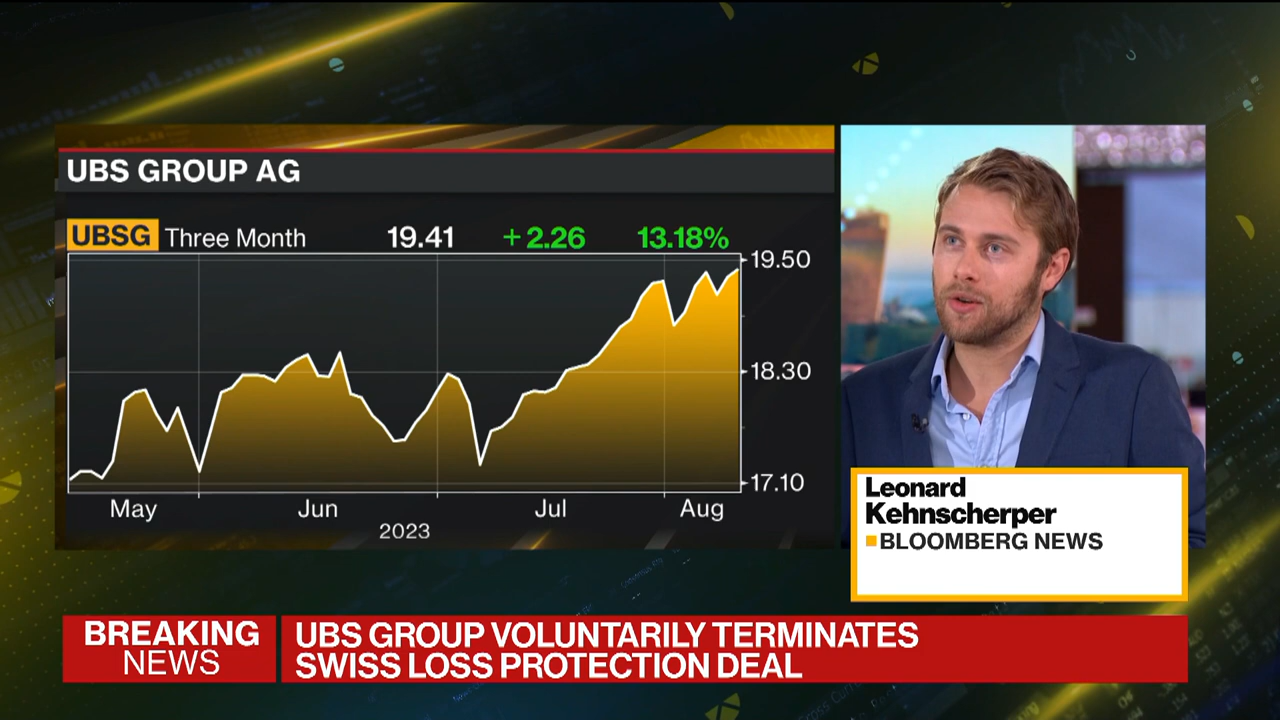 UBS GROUP AG
UBSG Three Month 19.41 +2.26 13.18%
19.50
18.30
17.10
May Jun Jul Aug
2023
Leonard
Kehnscherper
BLOOMBERG NEWS
BREAKING
NEWS
UBS GROUP VOLUNTARILY TERMINATES
SWISS LOSS PROTECTION DEAL